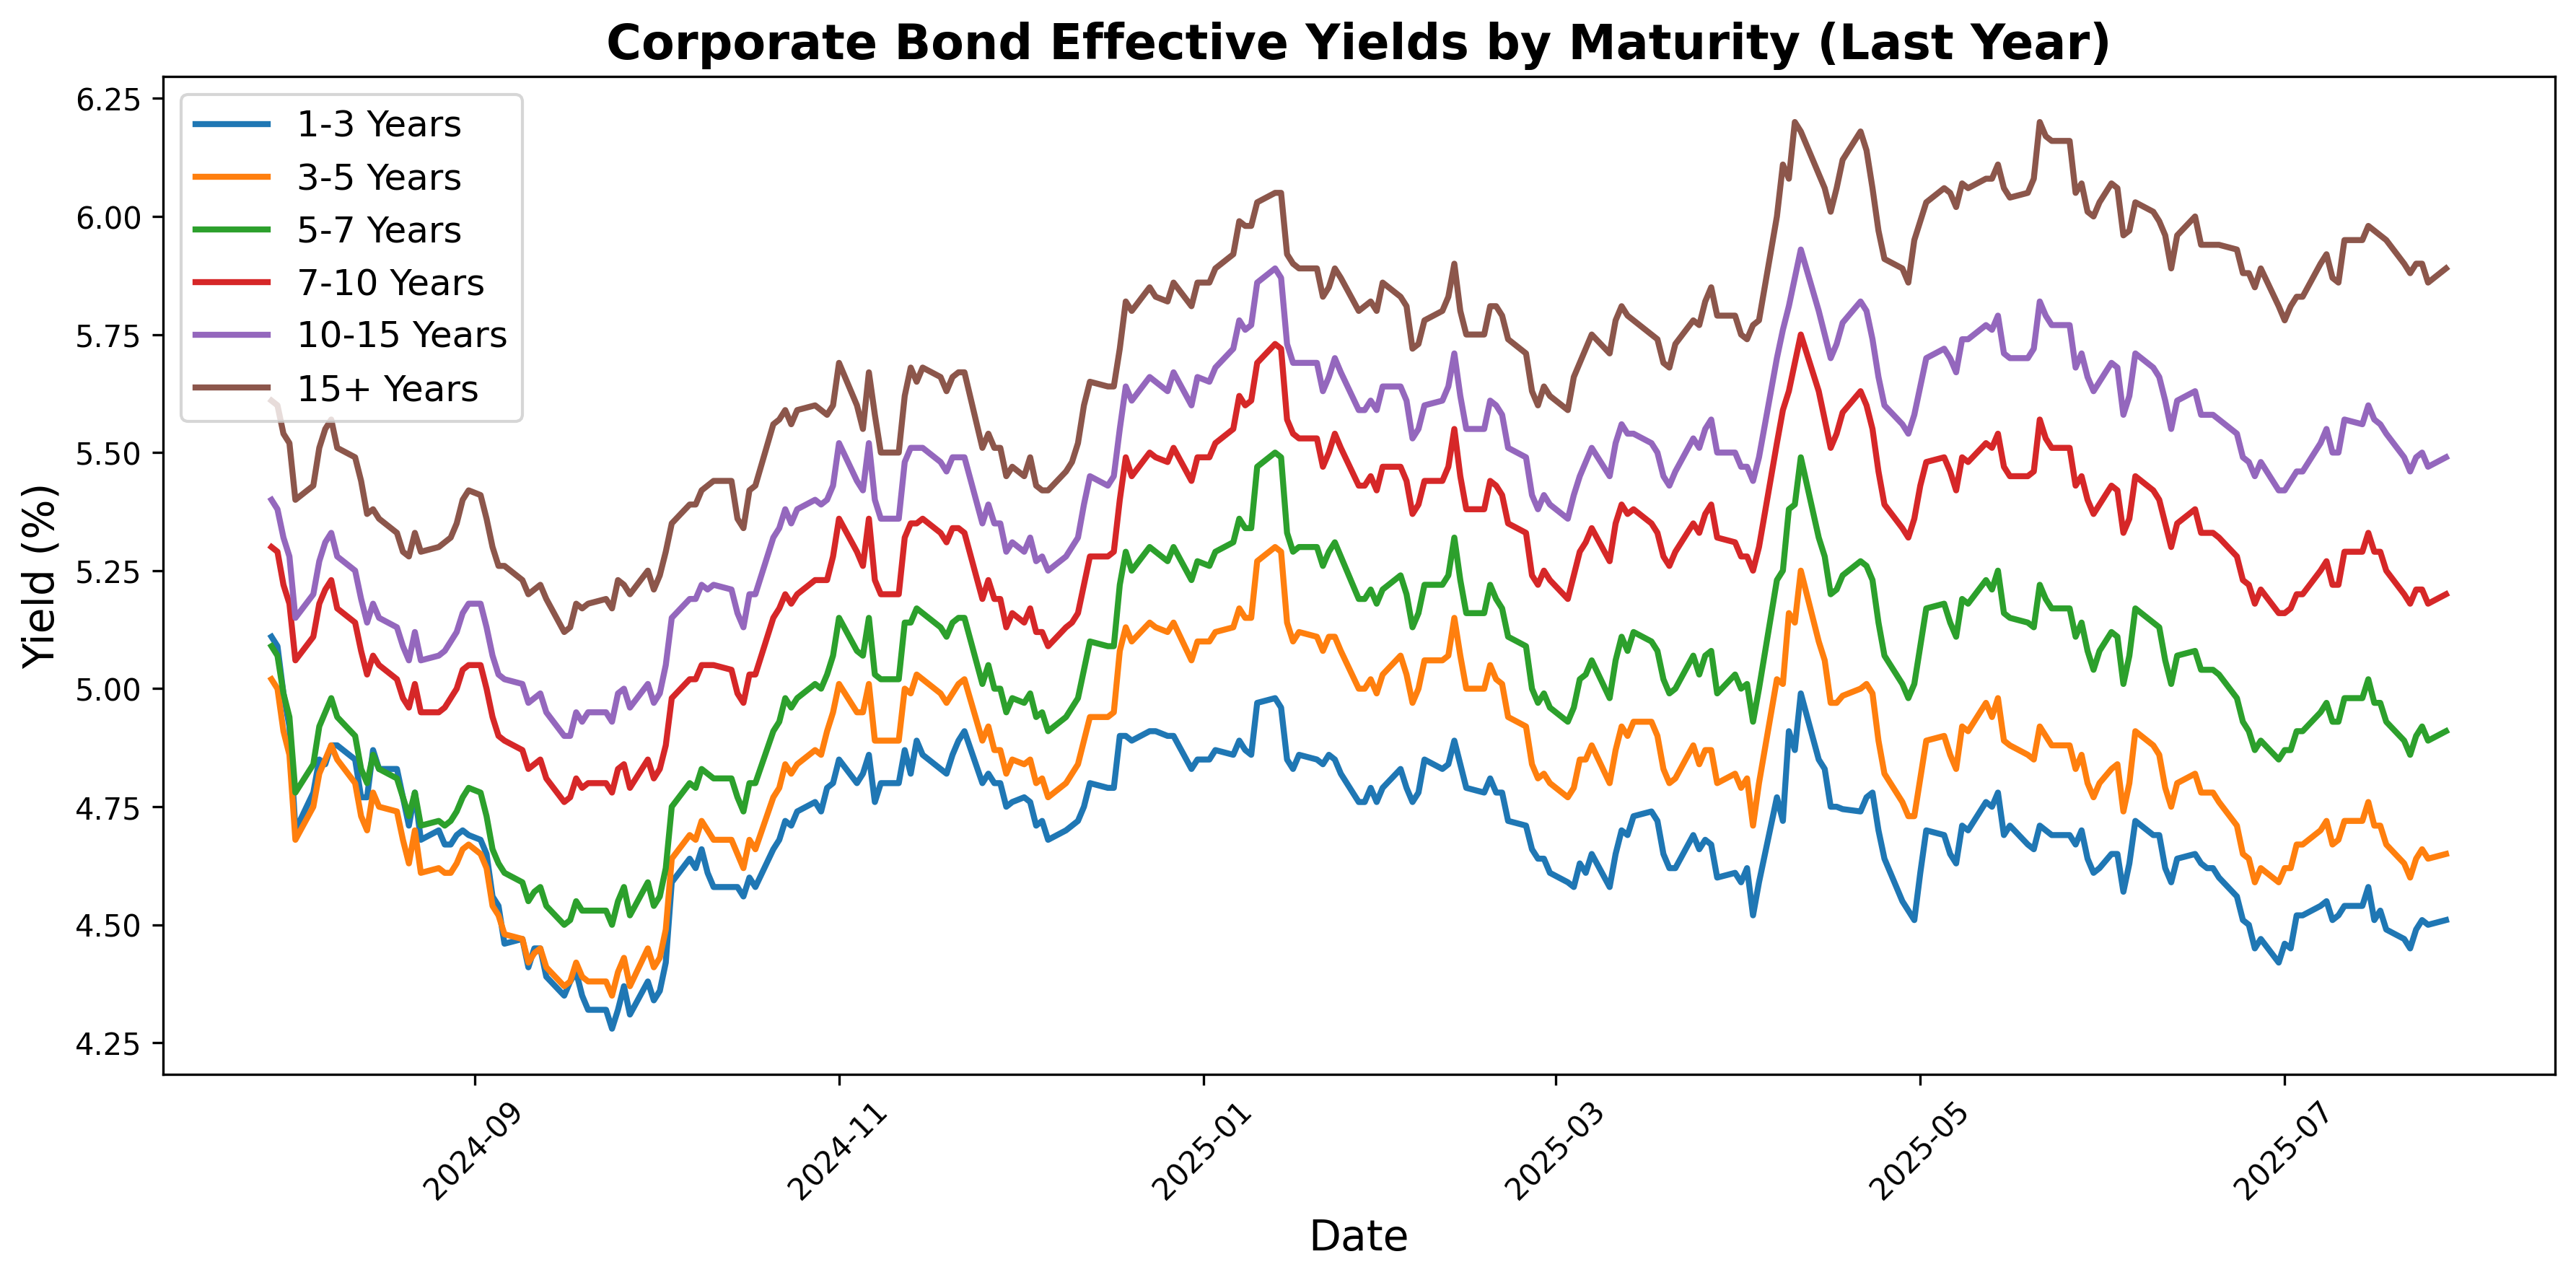 Corporate Bond Effective Yields by Maturity (Last Year)
6.25
6.00
5.75
5.50
5.25
5.00
4.75
4.50
4.25
Yield (%)
1-3 Years
3-5 Years
5-7 Years
7-10 Years
10-15 Years
15+ Years
2024-09
2024-11
2025-01
2025-03
2025-05
2025-07
Date